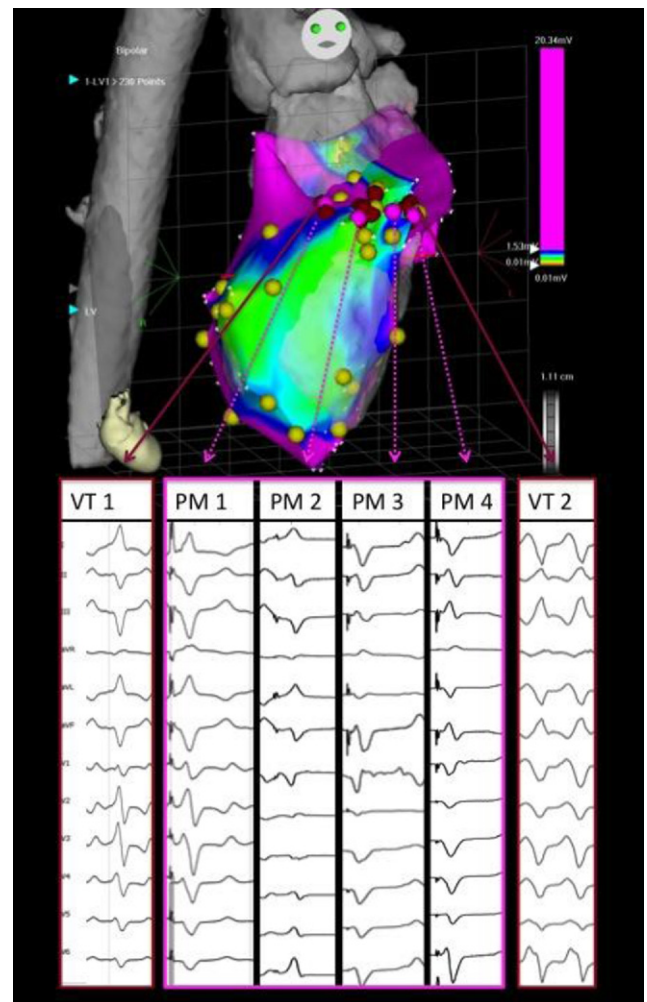 Bipolar
1-LV1 > 230 Points
20.34mV
1.53mV
0.01mV
0.01mV
LV
R
1.11 cm
VT 1
PM 1
PM 2
PM 3
PM 4
VT 2
I
II
III
aVR
aVL
aVF
V1
V2
V3
V4
V5
V6